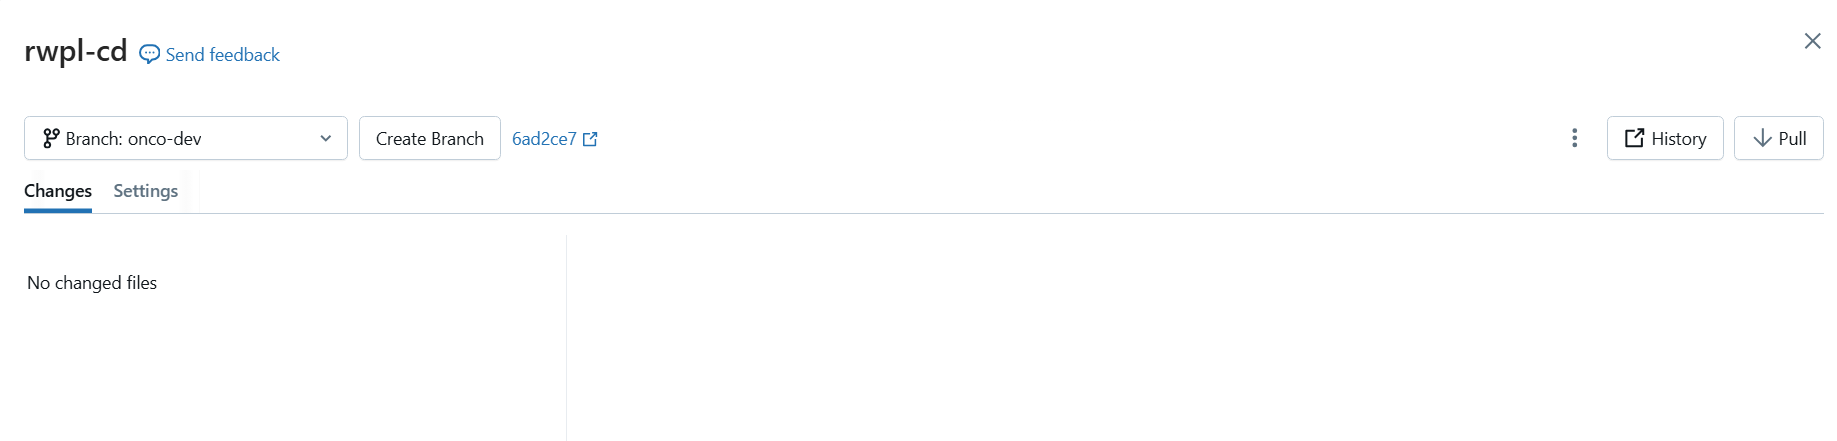 rwpl-cd Send feedback
Branch: onco-dev Create Branch 6ad2ce7 History Pull
Changes Settings
No changed files